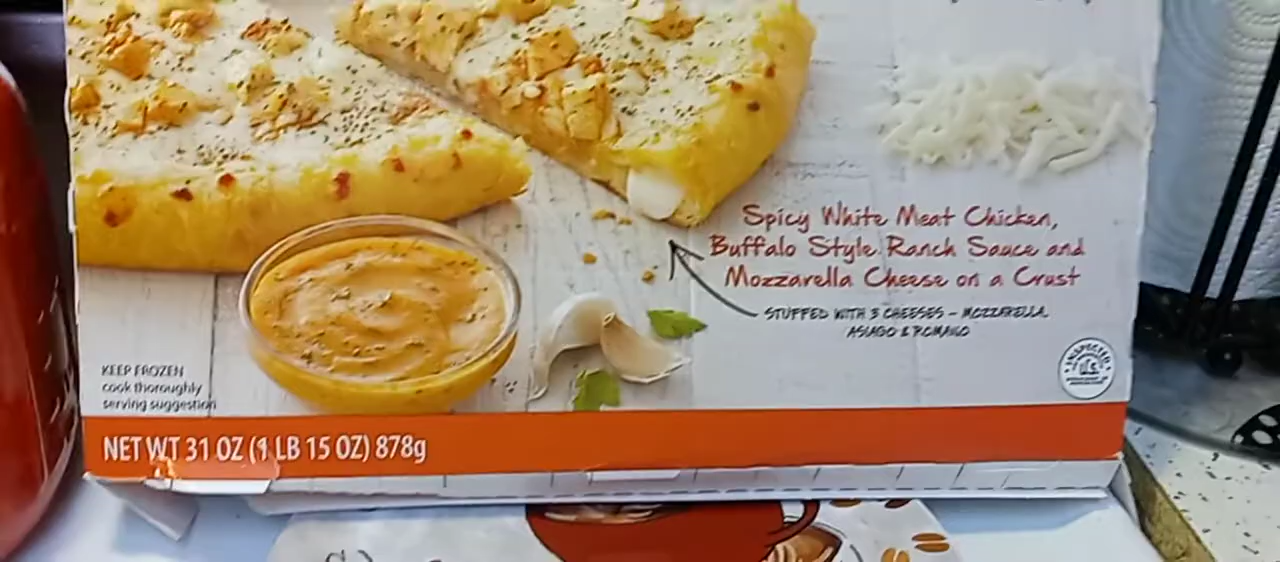 Spicy White Meat Chicken,
Buffalo Style Ranch Sauce and
Mozzarella Cheese on a Crust
STUFFED WITH 3 CHEESES – MOZZARELLA,
ASIAGO & ROMANO
KEEP FROZEN
cook thoroughly
serving suggestion
INSPECTED
NET WT 31 OZ (1 LB 15 OZ) 878g